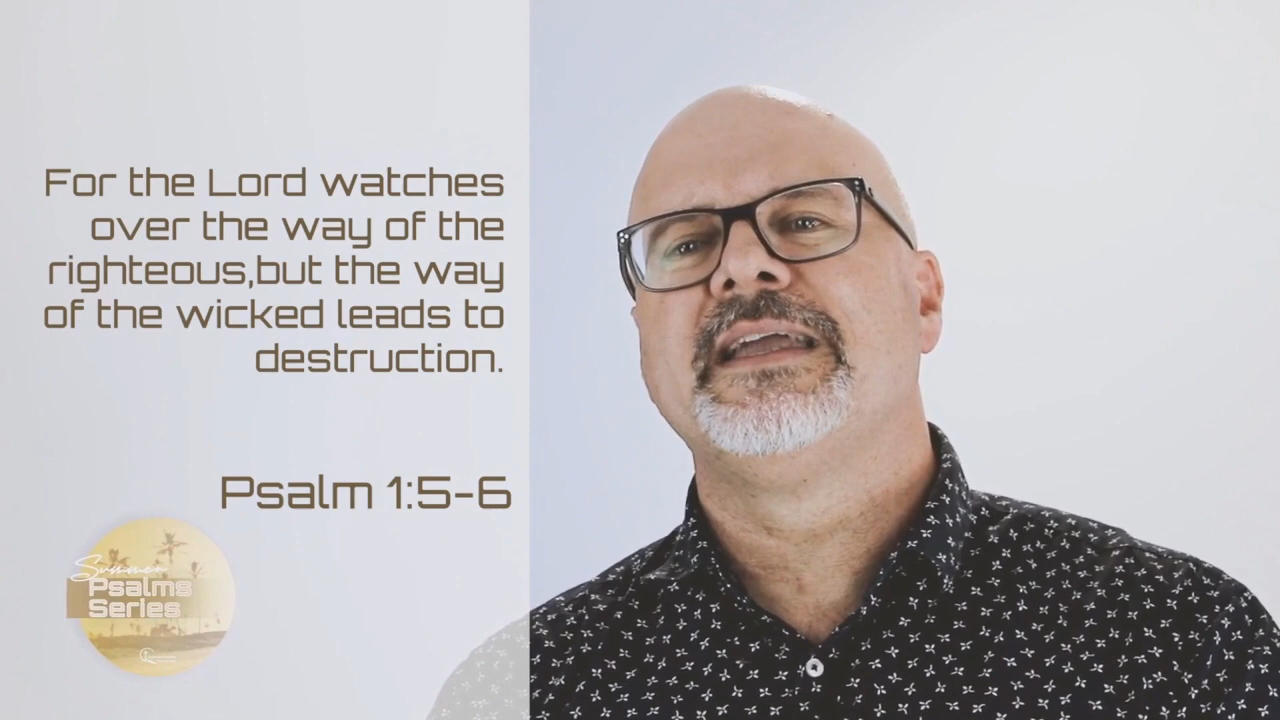 For the Lord watches
over the way of the
righteous,but the way
of the wicked leads to
destruction.
Psalm 1:5-6
Summer
Psalms
Series